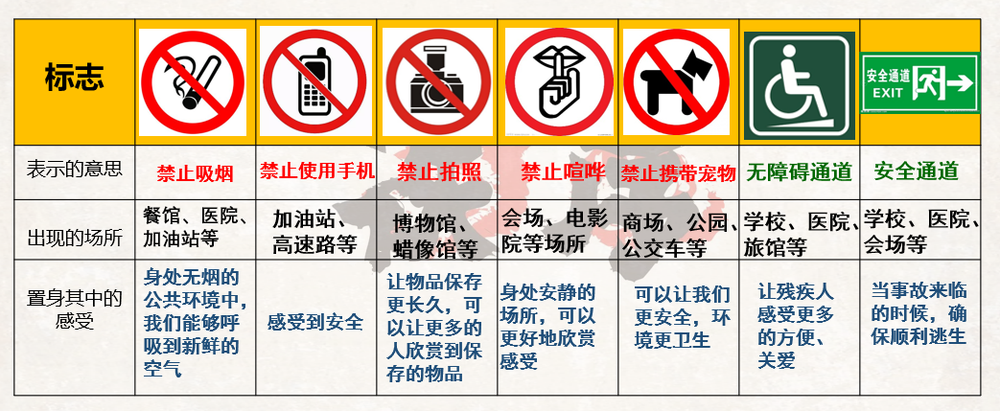 标志
安全通道
EXIT
表示的意思
禁止吸烟
禁止使用手机
禁止拍照
禁止喧哗
禁止携带宠物
无障碍通道
安全通道
出现的场所
餐馆、医院、
加油站等
加油站、
高速路等
博物馆、
蜡像馆等
会场、电影
院等场所
商场、公园、
公交车等
学校、医院、
旅馆等
学校、医院、
会场等
置身其中的
感受
身处无烟的
公共环境中，
我们能够呼
吸到新鲜的
空气
感受到安全
让物品保存
更长久，可
以让更多的
人欣赏到保
存的物品
身处安静的
场所，可以
更好地欣赏
感受
可以让我们
更安全，环
境更卫生
让残疾人
感受更多
的方便、
关爱
当事故来临
的时候，确
保顺利逃生